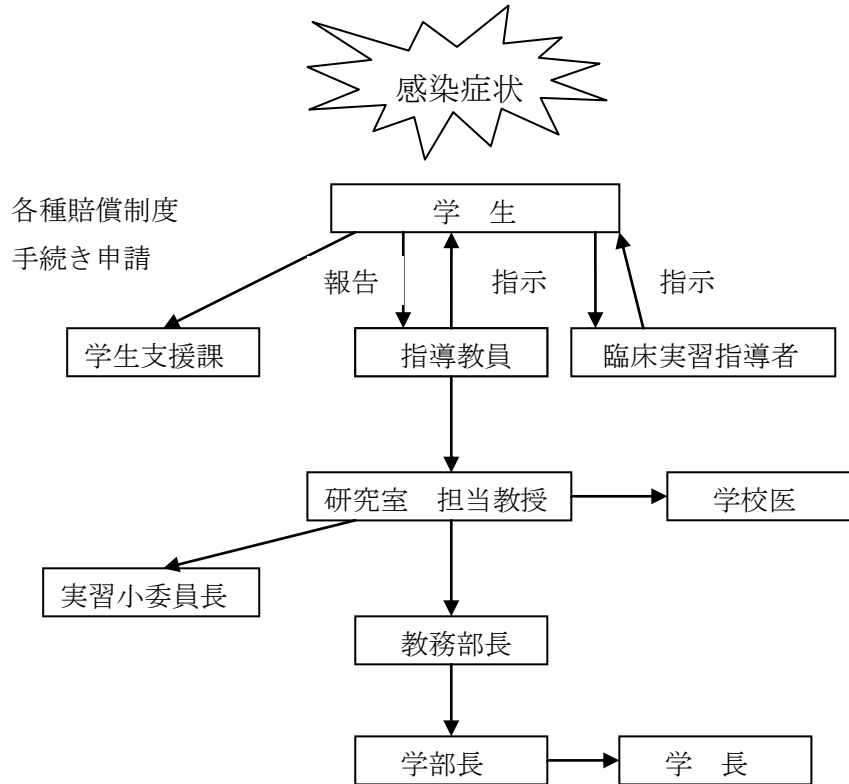 感染症状
各種賠償制度
手続き申請
学　生
報告
指示
指示
学生支援課
指導教員
臨床実習指導者
研究室　担当教授
学校医
実習小委員長
教務部長
学部長
学　長